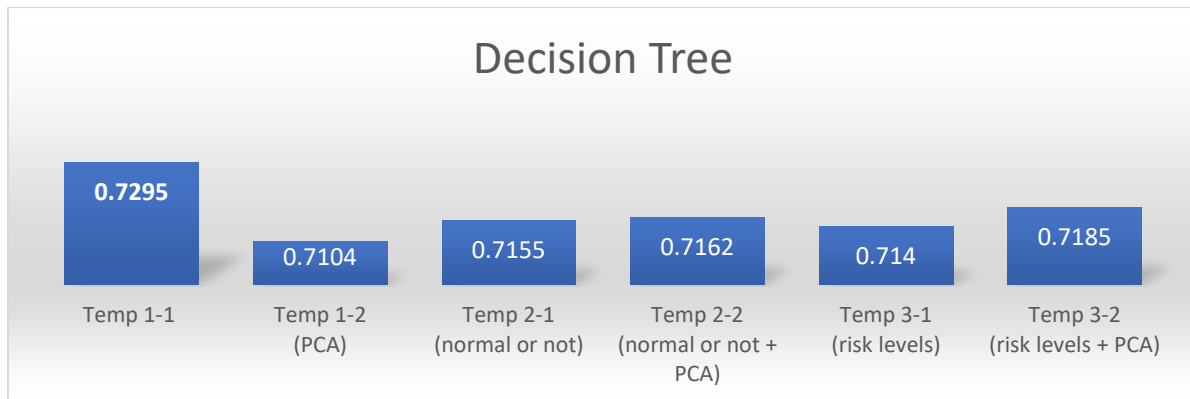 Decision Tree
0.7295
0.7104
0.7155
0.7162
0.714
0.7185
Temp 1-1
Temp 1-2
(PCA)
Temp 2-1
(normal or not)
Temp 2-2
(normal or not +
PCA)
Temp 3-1
(risk levels)
Temp 3-2
(risk levels + PCA)